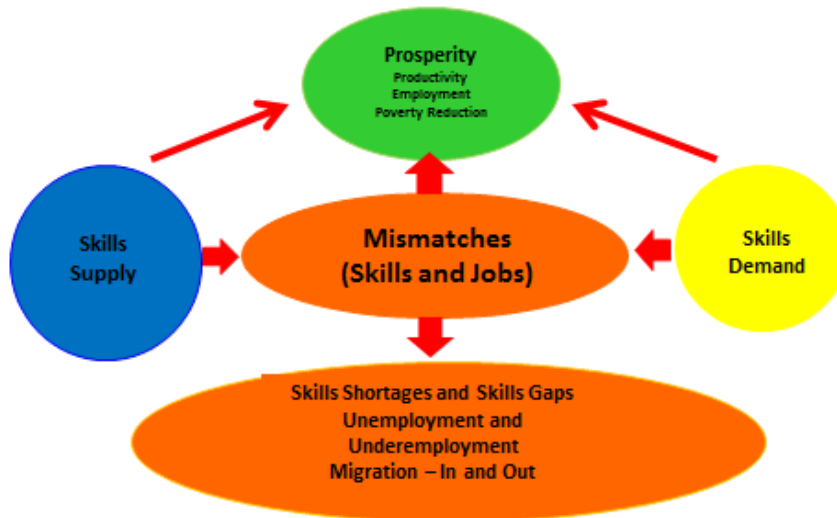 Prosperity
Productivity
Employment
Poverty Reduction
Skills
Supply
Mismatches
(Skills and Jobs)
Skills
Demand
Skills Shortages and Skills Gaps
Unemployment and
Underemployment
Migration – In and Out